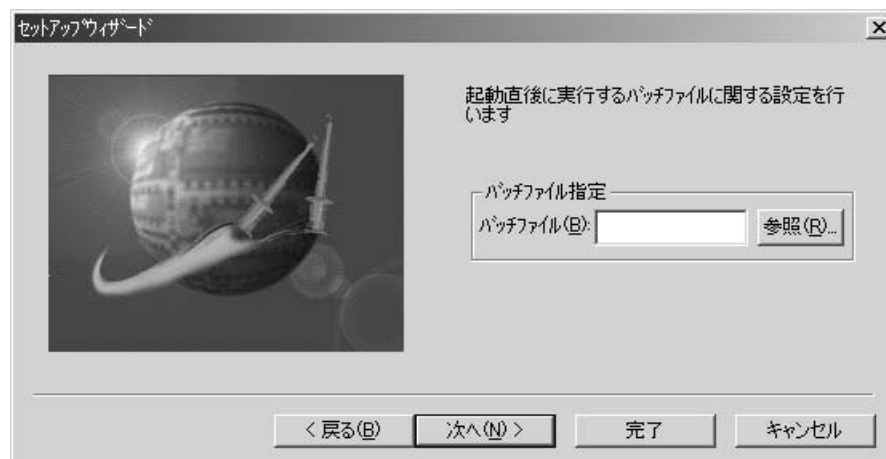 セットアップウィザード
起動直後に実行するバッチファイルに関する設定を行
います
バッチファイル指定
バッチファイル(B):
参照(R)...
< 戻る(B)
次へ(N) >
完了
キャンセル